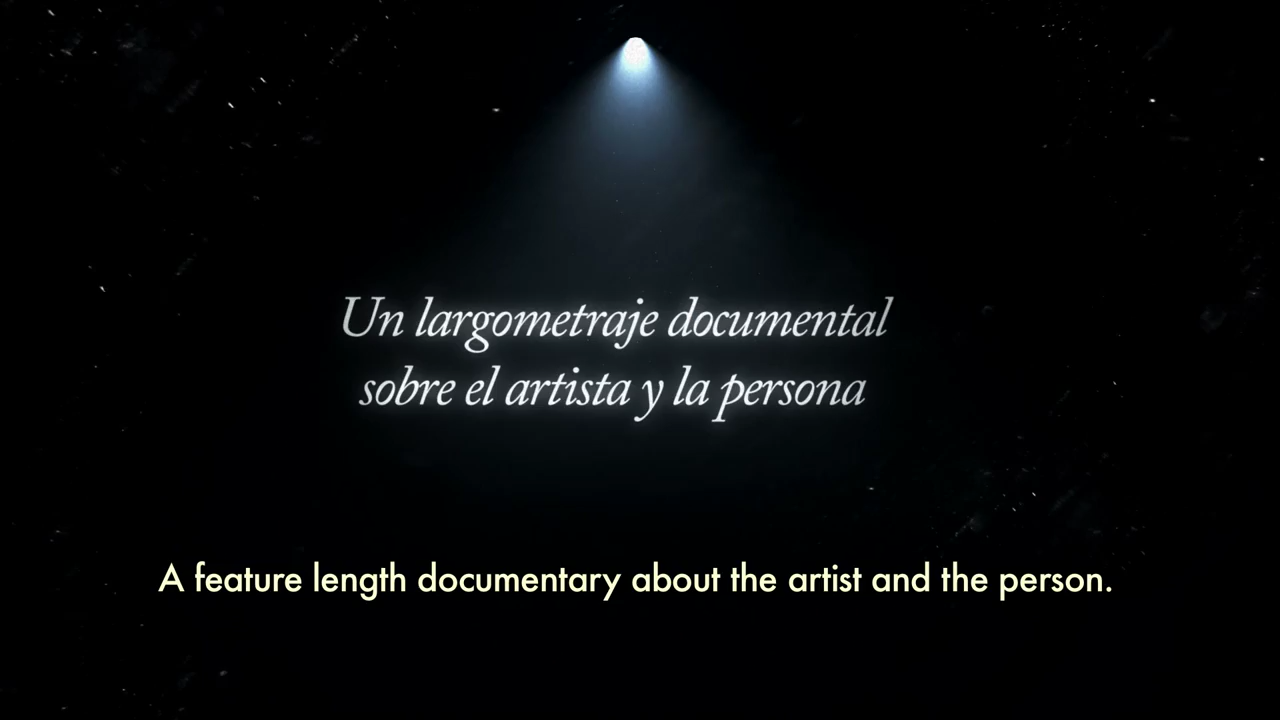 Un largometraje documental
sobre el artista y la persona
A feature length documentary about the artist and the person.